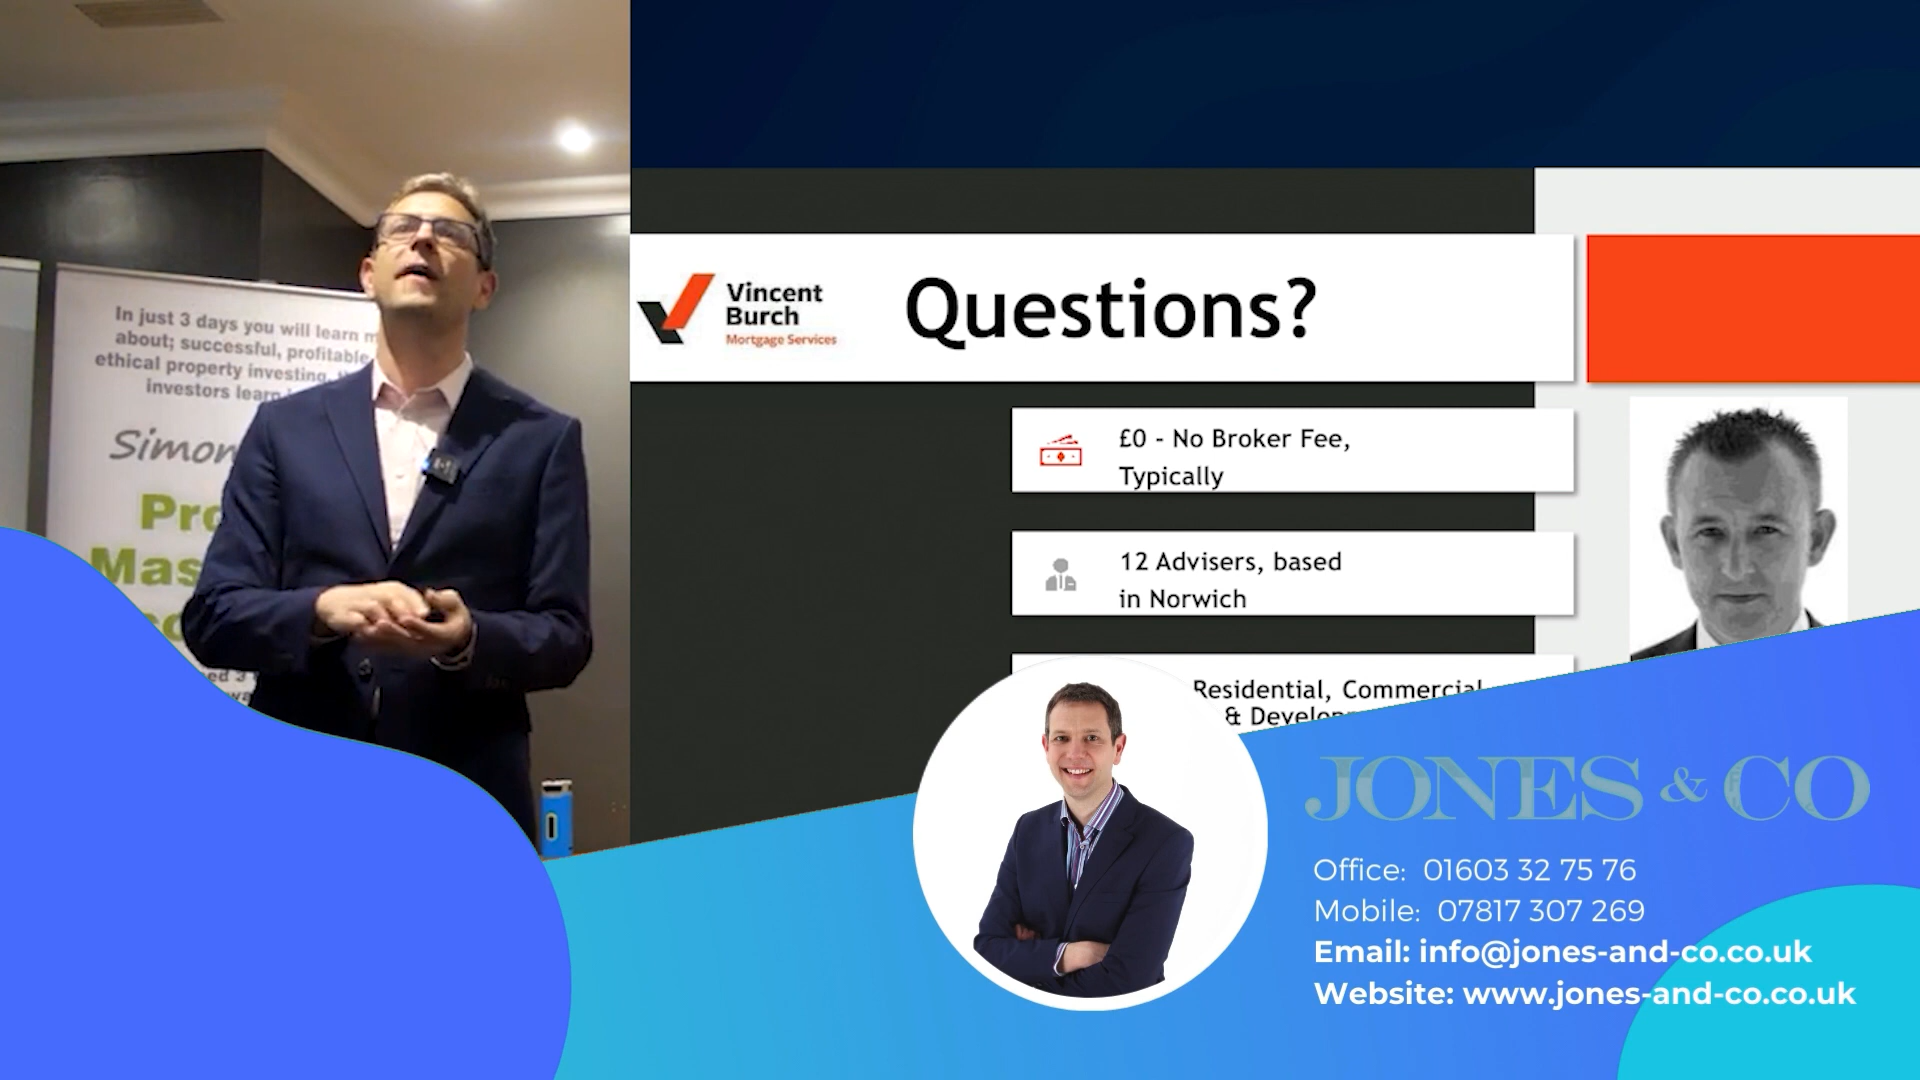 In just 3 days you will learn
about; successful, profitable
ethical property investing,
investors learn
Simon
Vincent
Burch
Mortgage Services
Questions?
£0 - No Broker Fee,
Typically
12 Advisers, based
in Norwich
Residential, Commercial
&
JONES & CO
Office: 01603 32 75 76
Mobile: 07817 307 269
Email: info@jones-and-co.co.uk
Website: www.jones-and-co.co.uk